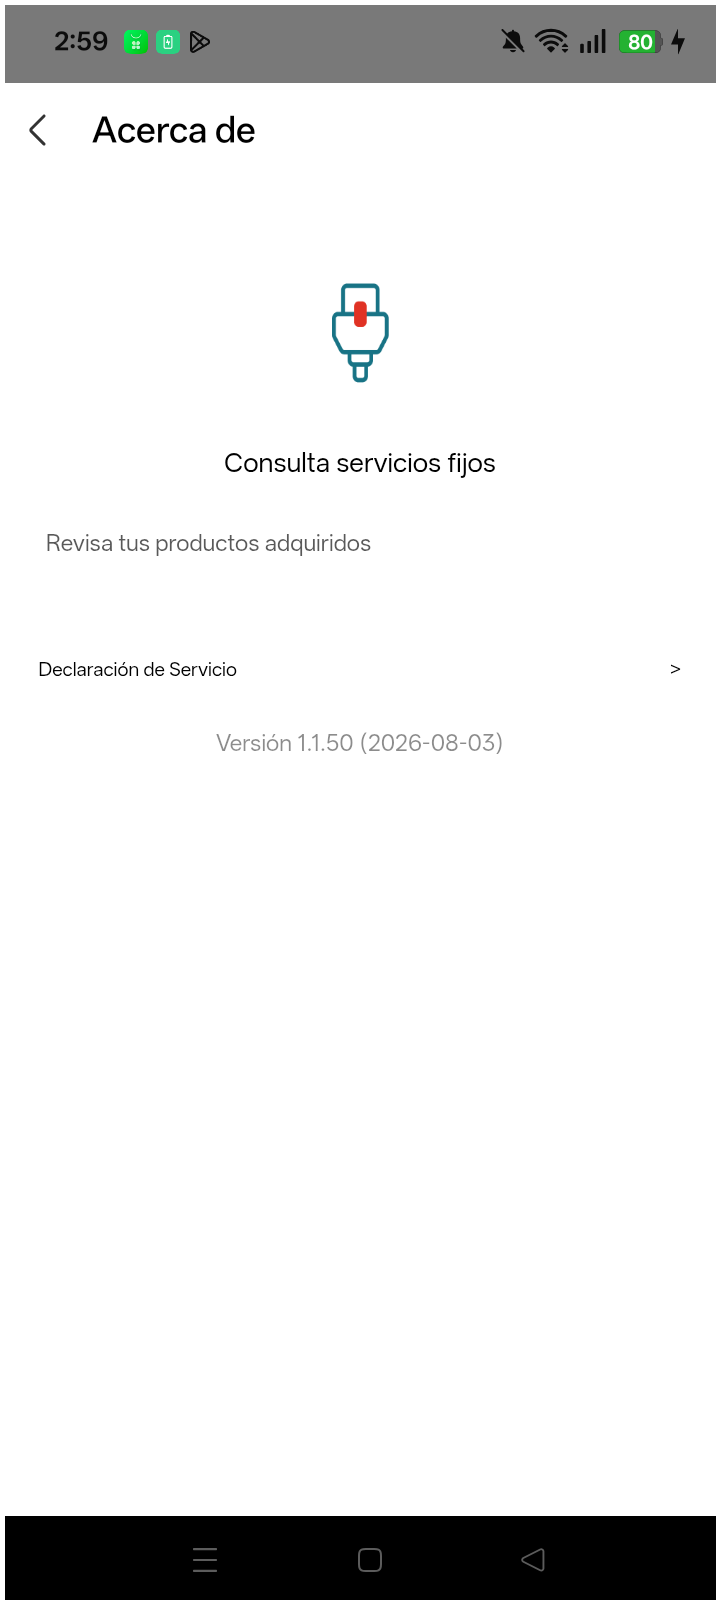 2:59
80
Acerca de
Consulta servicios fijos
Revisa tus productos adquiridos
Declaración de Servicio >
Versión 1.1.50 (2026-08-03)